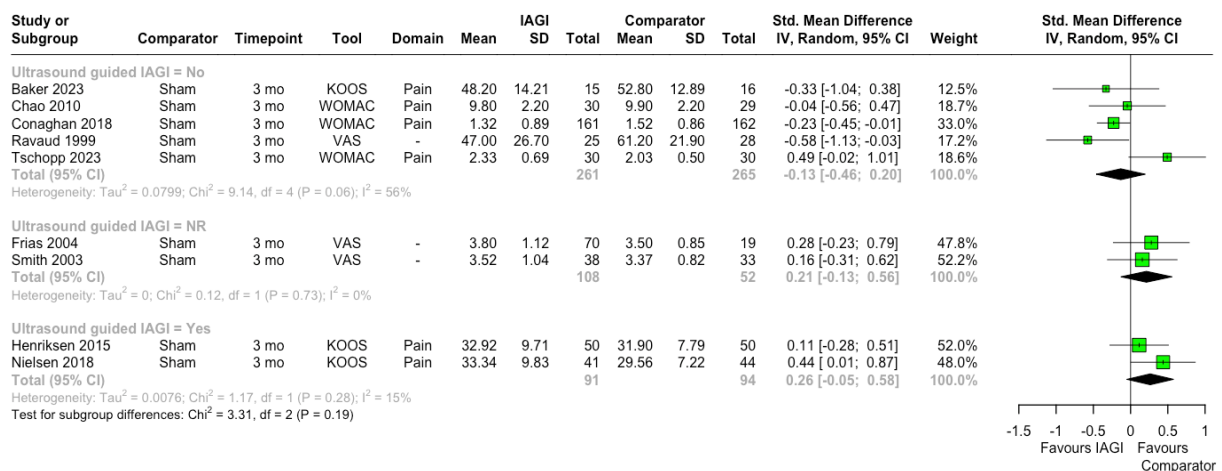 Study or IAGI Comparator Std. Mean Difference Std. Mean Difference
Subgroup Comparator Timepoint Tool Domain Mean SD Total Mean SD Total IV, Random, 95% CI Weight IV, Random, 95% CI
Ultrasound guided IAGI = No
Baker 2023 Sham 3 mo KOOS Pain 48.20 14.21 15 52.80 12.89 16 -0.33 [-1.04; 0.38] 12.5%
Chao 2010 Sham 3 mo WOMAC Pain 9.80 2.20 30 9.90 2.20 29 -0.04 [-0.56; 0.47] 18.7%
Conaghan 2018 Sham 3 mo WOMAC Pain 1.32 0.89 161 1.52 0.86 162 -0.23 [-0.45; -0.01] 33.0%
Ravaud 1999 Sham 3 mo VAS - 47.00 26.70 25 61.20 21.90 28 -0.58 [-1.13; -0.03] 17.2%
Tschopp 2023 Sham 3 mo WOMAC Pain 2.33 0.69 30 2.03 0.50 30 0.49 [-0.02; 1.01] 18.6%
Total (95% CI) 261 265 -0.13 [-0.46; 0.20] 100.0%
Heterogeneity: Tau² = 0.0799; Chi² = 9.14, df = 4 (P = 0.06); I² = 56%
Ultrasound guided IAGI = NR
Frias 2004 Sham 3 mo VAS - 3.80 1.12 70 3.50 0.85 19 0.28 [-0.23; 0.79] 47.8%
Smith 2003 Sham 3 mo VAS - 3.52 1.04 38 3.37 0.82 33 0.16 [-0.31; 0.62] 52.2%
Total (95% CI) 108 52 0.21 [-0.13; 0.56] 100.0%
Heterogeneity: Tau² = 0; Chi² = 0.12, df = 1 (P = 0.73); I² = 0%
Ultrasound guided IAGI = Yes
Henriksen 2015 Sham 3 mo KOOS Pain 32.92 9.71 50 31.90 7.79 50 0.11 [-0.28; 0.51] 52.0%
Nielsen 2018 Sham 3 mo KOOS Pain 33.34 9.83 41 29.56 7.22 44 0.44 [ 0.01; 0.87] 48.0%
Total (95% CI) 91 94 0.26 [-0.05; 0.58] 100.0%
Heterogeneity: Tau² = 0.0076; Chi² = 1.17, df = 1 (P = 0.28); I² = 15%
Test for subgroup differences: Chi² = 3.31, df = 2 (P = 0.19)
-1.5 -1 -0.5 0 0.5 1
Favours IAGI Favours
Comparator